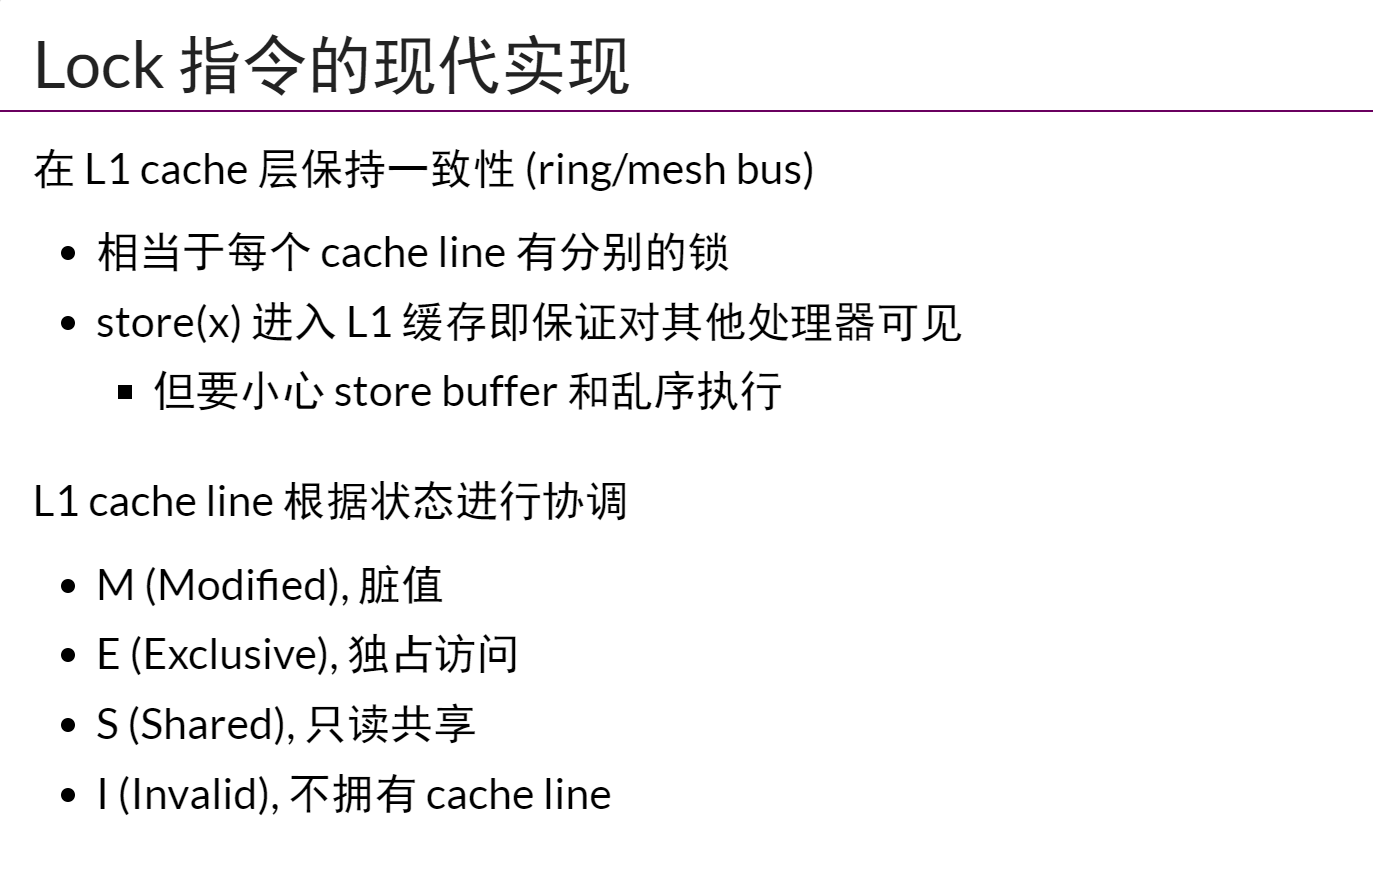 Lock 指令的现代实现
在 L1 cache 层保持一致性 (ring/mesh bus)
相当于每个 cache line 有分别的锁
store(x) 进入 L1 缓存即保证对其他处理器可见
但要小心 store buffer 和乱序执行
L1 cache line 根据状态进行协调
M (Modified), 脏值
E (Exclusive), 独占访问
S (Shared), 只读共享
I (Invalid), 不拥有 cache line